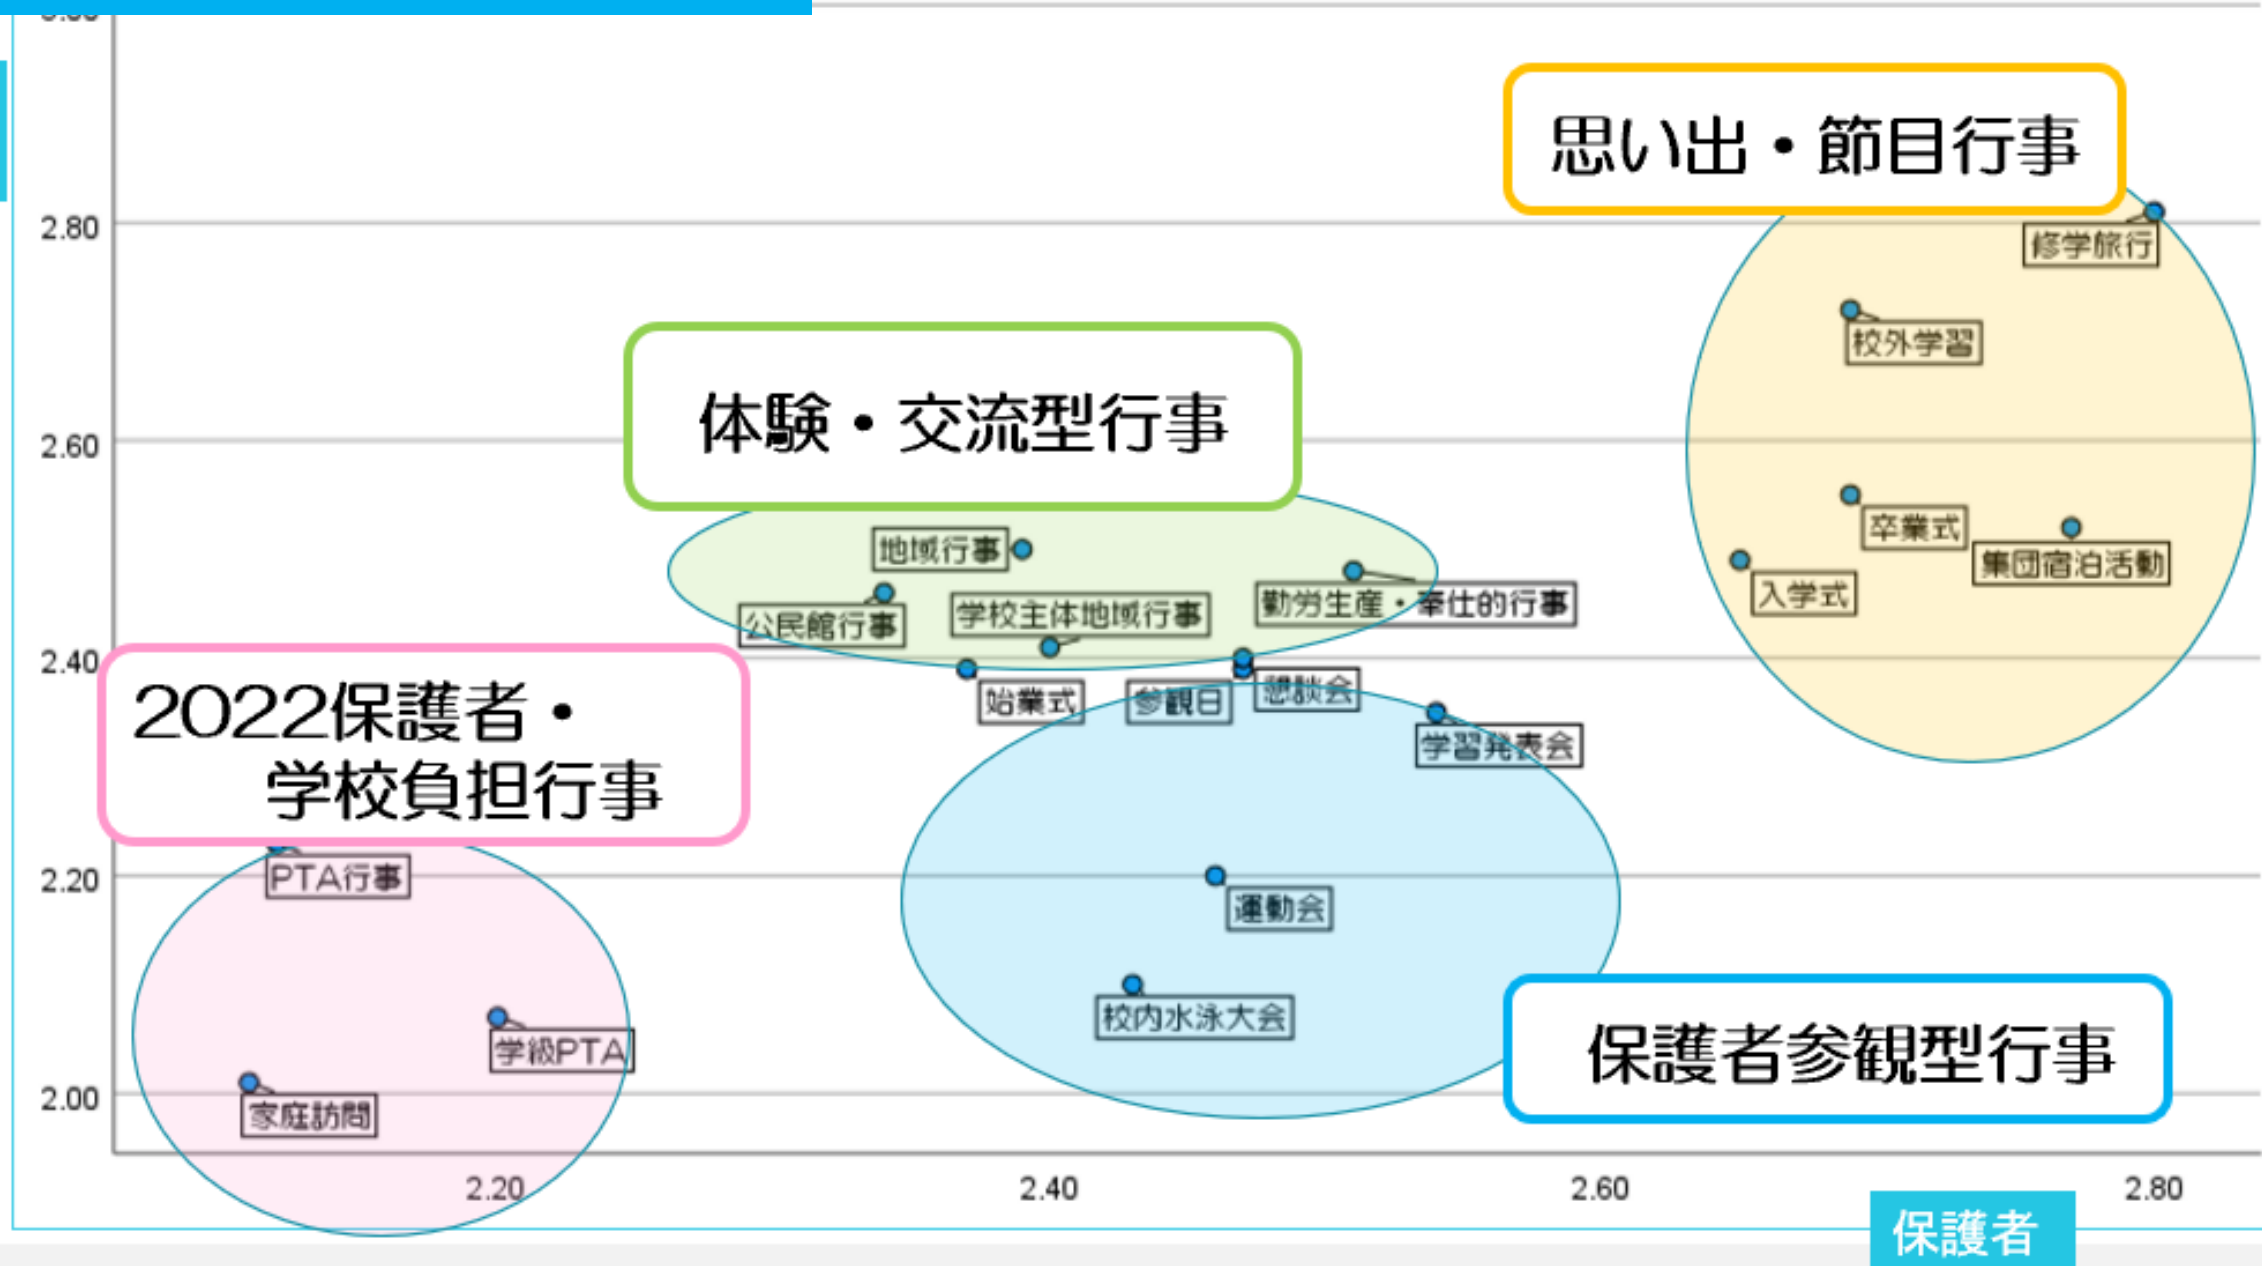 思い出・節目行事
2.80
修学旅行
校外学習
体験・交流型行事
2.60
卒業式
集団宿泊活動
入学式
地域行事
公民館行事
学校主体地域行事
勤労生産・奉仕的行事
2.40
始業式
参観日
懇談会
学習発表会
2022保護者・
学校負担行事
2.20
PTA行事
運動会
校内水泳大会
学級PTA
保護者参観型行事
2.00
家庭訪問
2.20
2.40
2.60
2.80
保護者